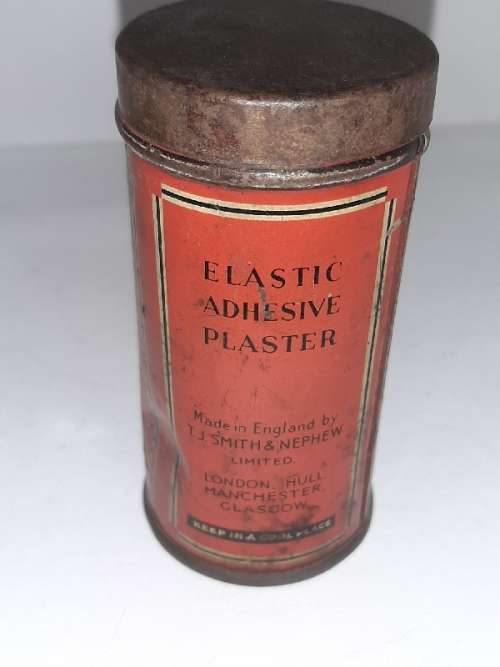 ELASTIC
ADHESIVE
PLASTER
Made in England by
T.J. SMITH & NEPHEW
LIMITED.
LONDON, HULL,
MANCHESTER,
GLASGOW.
KEEP IN A COOL PLACE